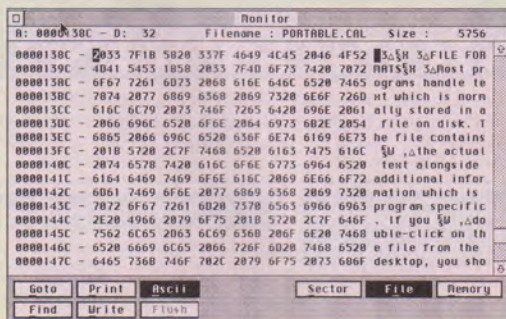 Monitor
A: 0000138C - D: 32 Filename : PORTABLE.CAL Size : 5756
0000138C - 2033 7F1B 5820 337F 4649 4C45 2046 4F52 3△X 3△FILE FOR
0000139C - 4D41 5453 1B58 2033 7F4D 6F73 7420 7072 MATSX 3△Most pr
000013AC - 6F67 7261 6D73 2068 616E 646C 6520 7465 ograms handle te
000013BC - 7874 2077 6869 6368 2069 7320 6E6F 726D xt which is norm
000013CC - 616C 6C79 2073 746F 7265 6420 696E 2061 ally stored in a
000013DC - 2066 696C 6520 6F6E 2064 6973 6B2E 2054 file on disk. T
000013EC - 6865 2066 696C 6520 636F 6E74 6169 6E73 he file contains
000013FC - 201B 5720 2C7F 7468 6520 6163 7475 616C W ,△the actual
0000140C - 2074 6578 7420 616C 6F6E 6773 6964 6520 text alongside
0000141C - 6164 6469 7469 6F6E 616C 2069 6E66 6F72 additional infor
0000142C - 6D61 7469 6F6E 2077 6869 6368 2069 7320 mation which is
0000143C - 7072 6F67 7261 6D20 7370 6563 6966 6963 program specific
0000144C - 2E20 4966 2079 6F75 201B 5720 2C7F 646F . If you W ,△do
0000145C - 7562 6C65 2D63 6C69 636B 206F 6E20 7468 uble-click on th
0000146C - 6520 6669 6C65 2066 726F 6D20 7468 6520 e file from the
0000147C - 6465 736B 746F 702C 2079 6F75 2073 686F desktop, you sho
Goto Print Ascii Sector File Memory
Find Write Flush